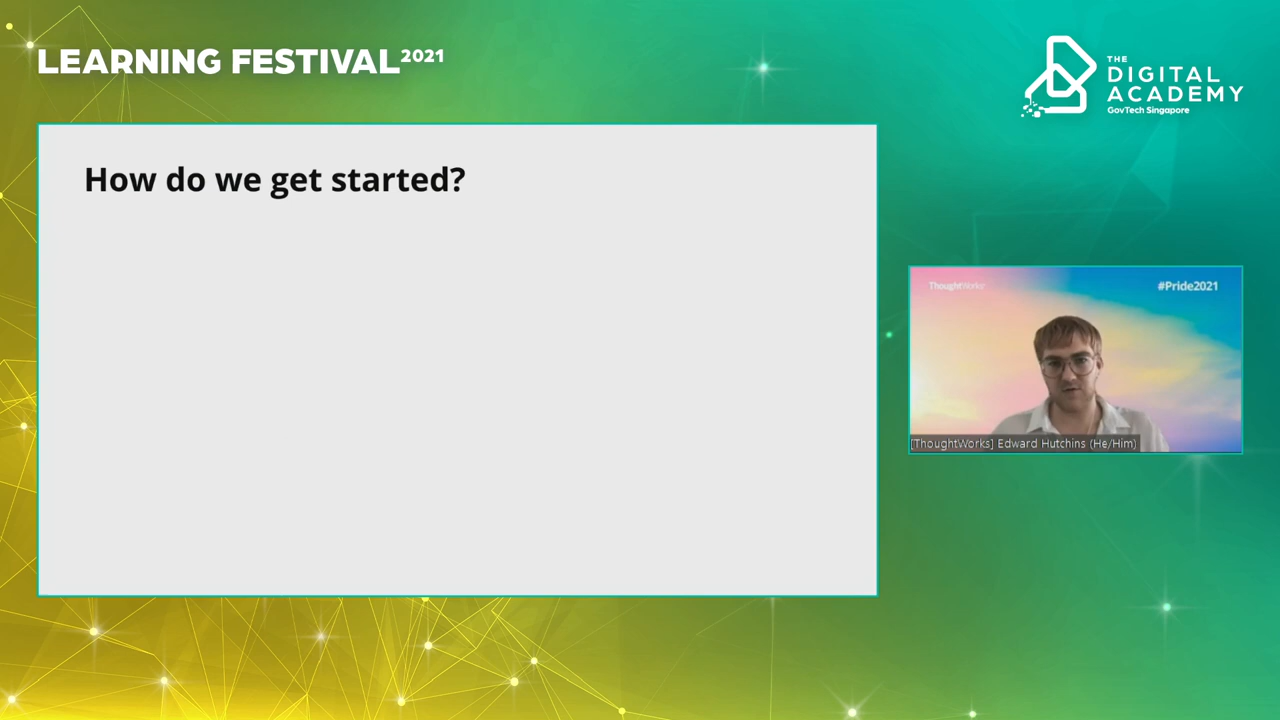 LEARNING FESTIVAL2021
THE
DIGITAL
ACADEMY
GovTech Singapore
How do we get started?
ThoughtWorks
#Pride2021
[ThoughtWorks] Edward Hutchins (He/Him)